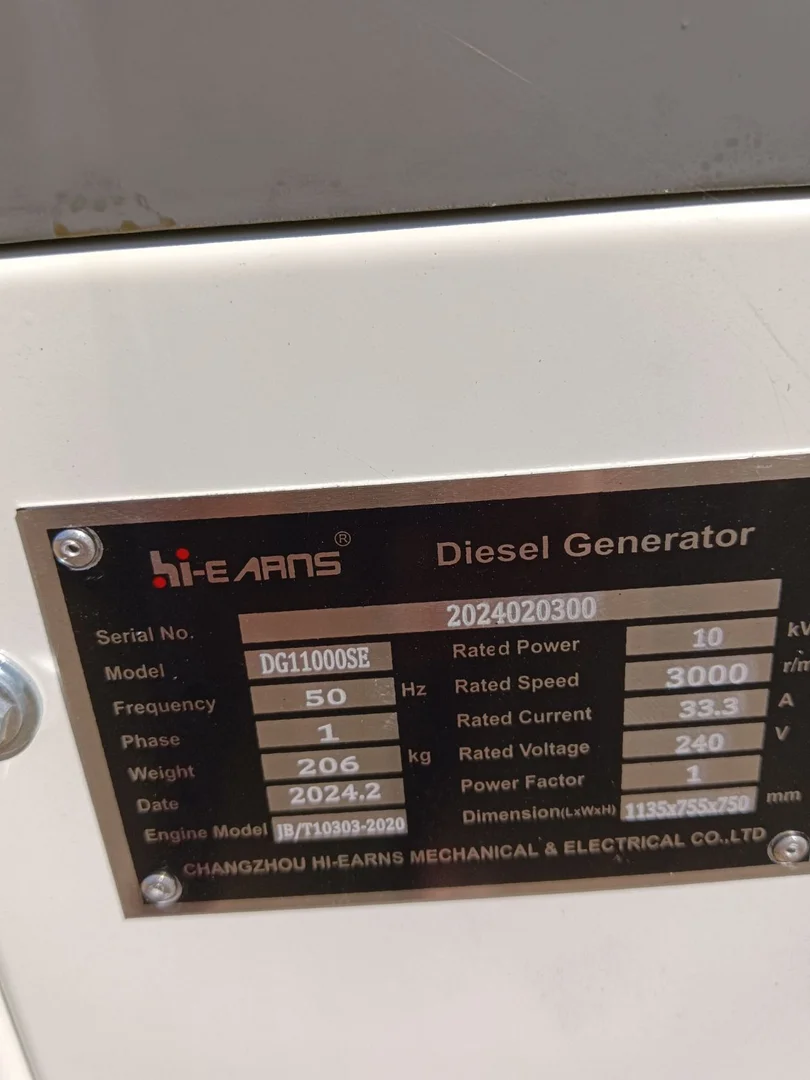 hi-EARNS® Diesel Generator
Serial No. 2024020300
Model DG11000SE Rated Power 10
Frequency 50 Hz Rated Speed 3000 r/m
Phase 1 Rated Current 33.3 A
Weight 206 kg Rated Voltage 240 V
Date 2024.2 Power Factor 1
Engine Model JB/T10303-2020 Dimension(LxWxH) 1135x755x750 mm
CHANGZHOU HI-EARNS MECHANICAL & ELECTRICAL CO.,LTD